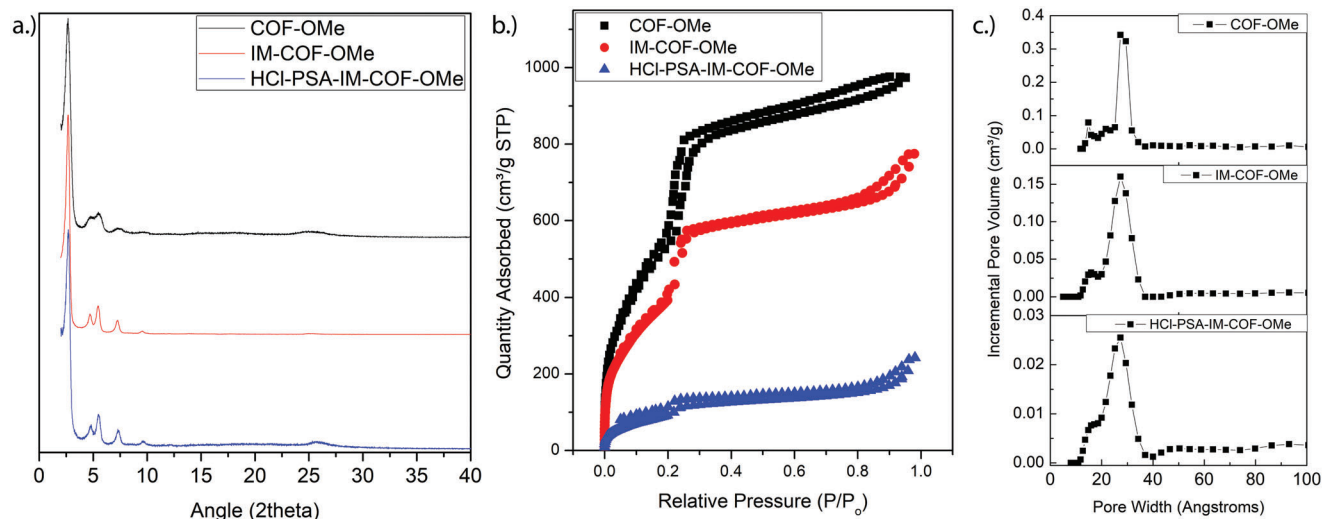 a.)
COF-OMe
IM-COF-OMe
HCl-PSA-IM-COF-OMe
0 5 10 15 20 25 30 35 40
Angle (2theta)
b.)
COF-OMe
IM-COF-OMe
HCl-PSA-IM-COF-OMe
Quantity Adsorbed (cm³/g STP)
1000
800
600
400
200
0
0.0 0.2 0.4 0.6 0.8 1.0
Relative Pressure (P/Pₒ)
c.)
Incremental Pore Volume (cm³/g)
COF-OMe
0.4
0.3
0.2
0.1
0.0
IM-COF-OMe
0.15
0.10
0.05
0.00
HCl-PSA-IM-COF-OMe
0.03
0.02
0.01
0.00
0 20 40 60 80 100
Pore Width (Angstroms)